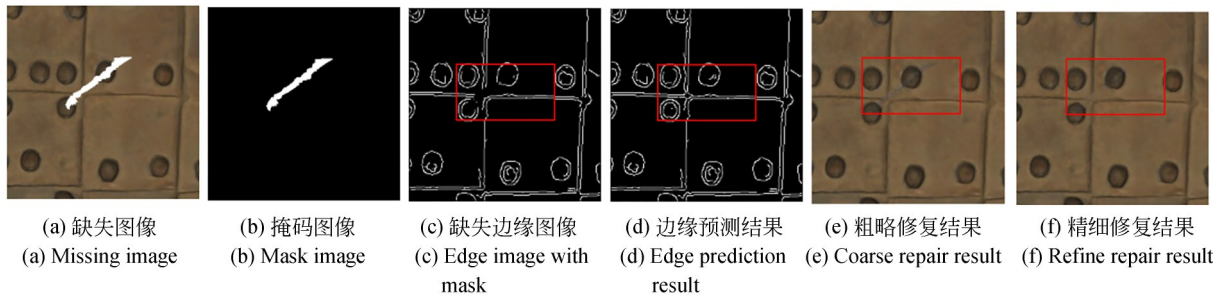 (a) 缺失图像
(b) 掩码图像
(c) 缺失边缘图像
(d) 边缘预测结果
(e) 粗略修复结果
(f) 精细修复结果
(a) Missing image
(b) Mask image
(c) Edge image with
mask
(d) Edge prediction
result
(e) Coarse repair result
(f) Refine repair result